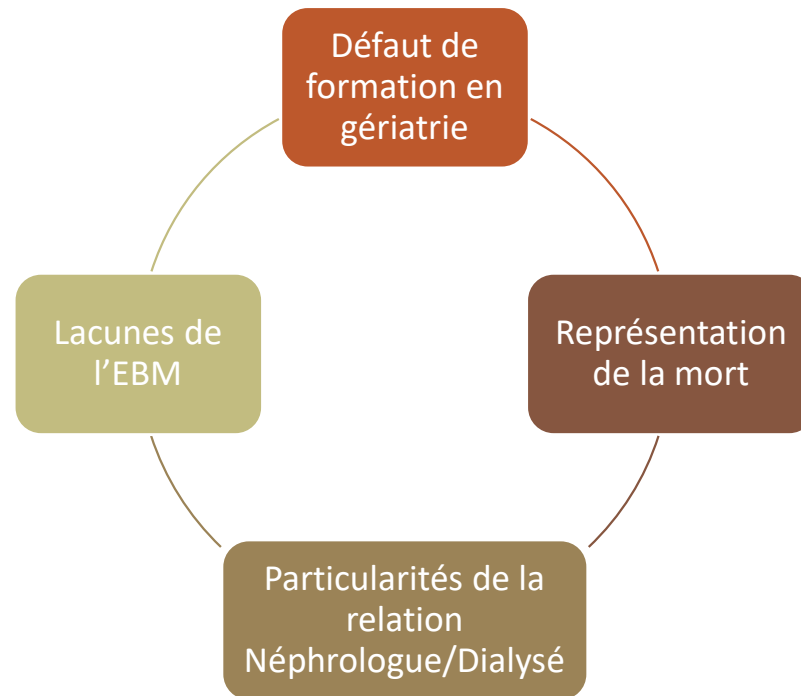 Défaut de
formation en
gériatrie
Représentation
de la mort
Particularités de la
relation
Néphrologue/Dialysé
Lacunes de
l’EBM